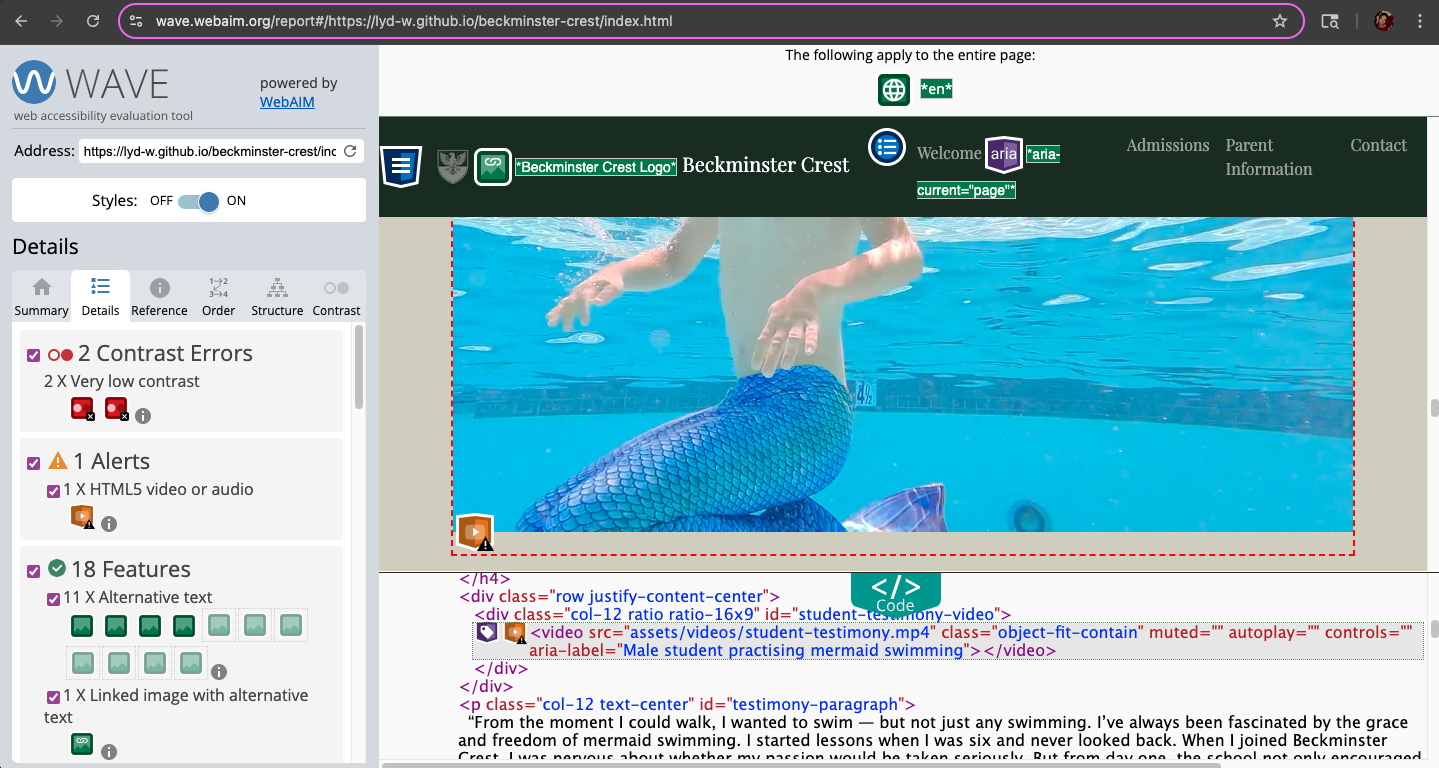 wave.webaim.org/report#/https://lyd-w.github.io/beckminster-crest/index.html
WAVE
web accessibility evaluation tool
powered by
WebAIM
Address: https://lyd-w.github.io/beckminster-crest/inc
Styles: OFF ON
Details
Summary Details Reference Order Structure Contrast
2 Contrast Errors
2 X Very low contrast
1 Alerts
1 X HTML5 video or audio
18 Features
11 X Alternative text
1 X Linked image with alternative
text
The following apply to the entire page:
*en*
*Beckminster Crest Logo* Beckminster Crest
Welcome aria *aria-
current="page"*
Admissions
Parent
Information
Contact
4½
</h4>
<div class="row justify-content-center">
<div class="col-12 ratio ratio-16x9" id="student-testimony-video">
<video src="assets/videos/student-testimony.mp4" class="object-fit-contain" muted="" autoplay="" controls=""
aria-label="Male student practising mermaid swimming"></video>
</div>
</div>
<p class="col-12 text-center" id="testimony-paragraph">
“From the moment I could walk, I wanted to swim — but not just any swimming. I’ve always been fascinated by the grace
and freedom of mermaid swimming. I started lessons when I was six and never looked back. When I joined Beckminster
Crest, I was nervous about whether my passion would be taken seriously. But from day one, the school not only encouraged
</> Code